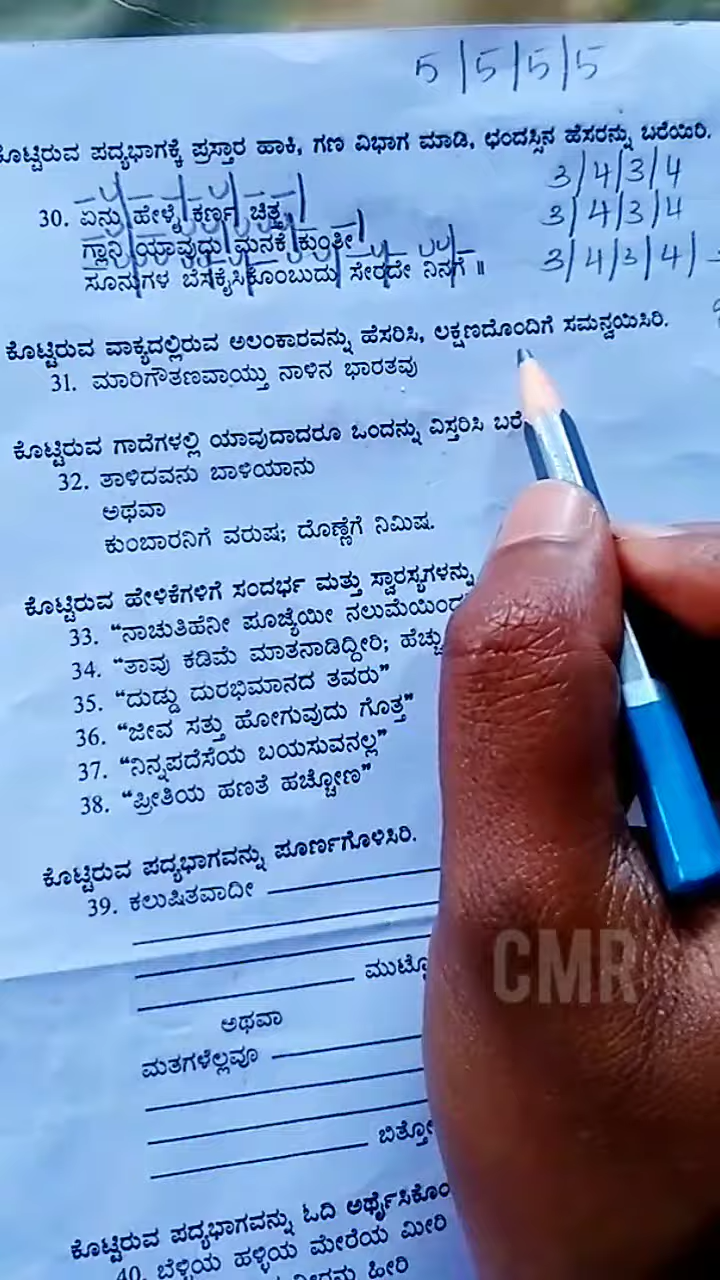 5 | 5 | 5 | 5
ಕೊಟ್ಟಿರುವ ಪದ್ಯಭಾಗಕ್ಕೆ ಪ್ರಸ್ತಾರ ಹಾಕಿ, ಗಣ ವಿಭಾಗ ಮಾಡಿ, ಛಂದಸ್ಸಿನ ಹೆಸರನ್ನು ಬರೆಯಿರಿ.
3 / 4 / 3 / 4
30. ಏನು ಹೇಳೈ ಕರ್ಣ ಚಿತ್ತ
3 / 4 / 3 / 4
ಗ್ಲಾನಿ ಯಾವುದು ಮನಕೆ ಕುಂತೀ
3 / 4 / 3 / 4 /
ಸೂನುಗಳ ಬೆಸಕೈಸಿಕೊಂಬುದು ಸೇರದೇ ನಿನಗೆ ॥
ಕೊಟ್ಟಿರುವ ವಾಕ್ಯದಲ್ಲಿರುವ ಅಲಂಕಾರವನ್ನು ಹೆಸರಿಸಿ, ಲಕ್ಷಣದೊಂದಿಗೆ ಸಮನ್ವಯಿಸಿರಿ.
31. ಮಾರಿಗೌತಣವಾಯ್ತು ನಾಳಿನ ಭಾರತವು
ಕೊಟ್ಟಿರುವ ಗಾದೆಗಳಲ್ಲಿ ಯಾವುದಾದರೂ ಒಂದನ್ನು ವಿಸ್ತರಿಸಿ ಬರೆ
32. ತಾಳಿದವನು ಬಾಳಿಯಾನು
ಅಥವಾ
ಕುಂಬಾರನಿಗೆ ವರುಷ; ದೊಣ್ಣೆಗೆ ನಿಮಿಷ.
ಕೊಟ್ಟಿರುವ ಹೇಳಿಕೆಗಳಿಗೆ ಸಂದರ್ಭ ಮತ್ತು ಸ್ವಾರಸ್ಯಗಳನ್ನು
33. “ನಾಚುತಿಹೆನೀ ಪೂಜ್ಯೆಯೀ ನಲುಮೆಯಿಂದ
34. “ತಾವು ಕಡಿಮೆ ಮಾತನಾಡಿದ್ದೀರಿ; ಹೆಚ್ಚು
35. “ದುಡ್ಡು ದುರಭಿಮಾನದ ತವರು”
36. “ಜೀವ ಸತ್ತು ಹೋಗುವುದು ಗೊತ್ತ”
37. “ನಿನ್ನಪದೆಸೆಯ ಬಯಸುವನಲ್ಲ”
38. “ಪ್ರೀತಿಯ ಹಣತೆ ಹಚ್ಚೋಣ”
ಕೊಟ್ಟಿರುವ ಪದ್ಯಭಾಗವನ್ನು ಪೂರ್ಣಗೊಳಿಸಿರಿ.
39. ಕಲುಷಿತವಾದೀ
ಮುಟ್ಟೊ
ಅಥವಾ
ಮತಗಳೆಲ್ಲವೂ
ಬಿತ್ತೋ
ಕೊಟ್ಟಿರುವ ಪದ್ಯಭಾಗವನ್ನು ಓದಿ ಅರ್ಥೈಸಿಕೊಂ
40. ಬೆಳ್ಳಿಯ ಹಳ್ಳಿಯ ಮೇರೆಯ ಮೀರಿ
ಹೀರಿ
CMR